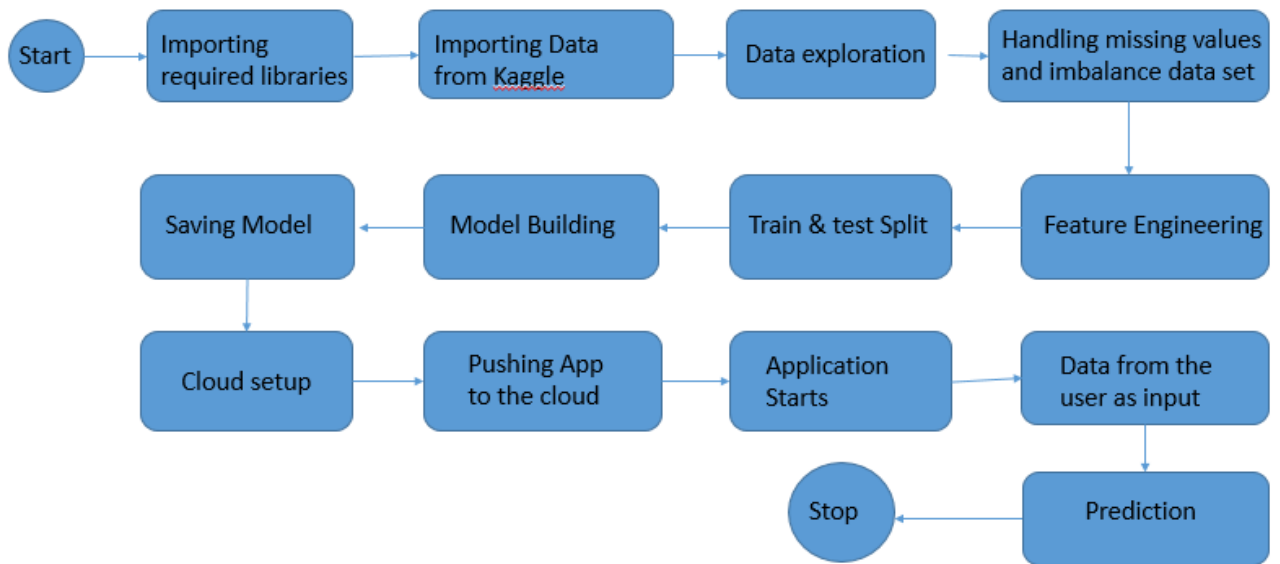 Start
Importing
required libraries
Importing Data
from Kaggle
Data exploration
Handling missing values
and imbalance data set
Feature Engineering
Train & test Split
Model Building
Saving Model
Cloud setup
Pushing App
to the cloud
Application
Starts
Data from the
user as input
Prediction
Stop